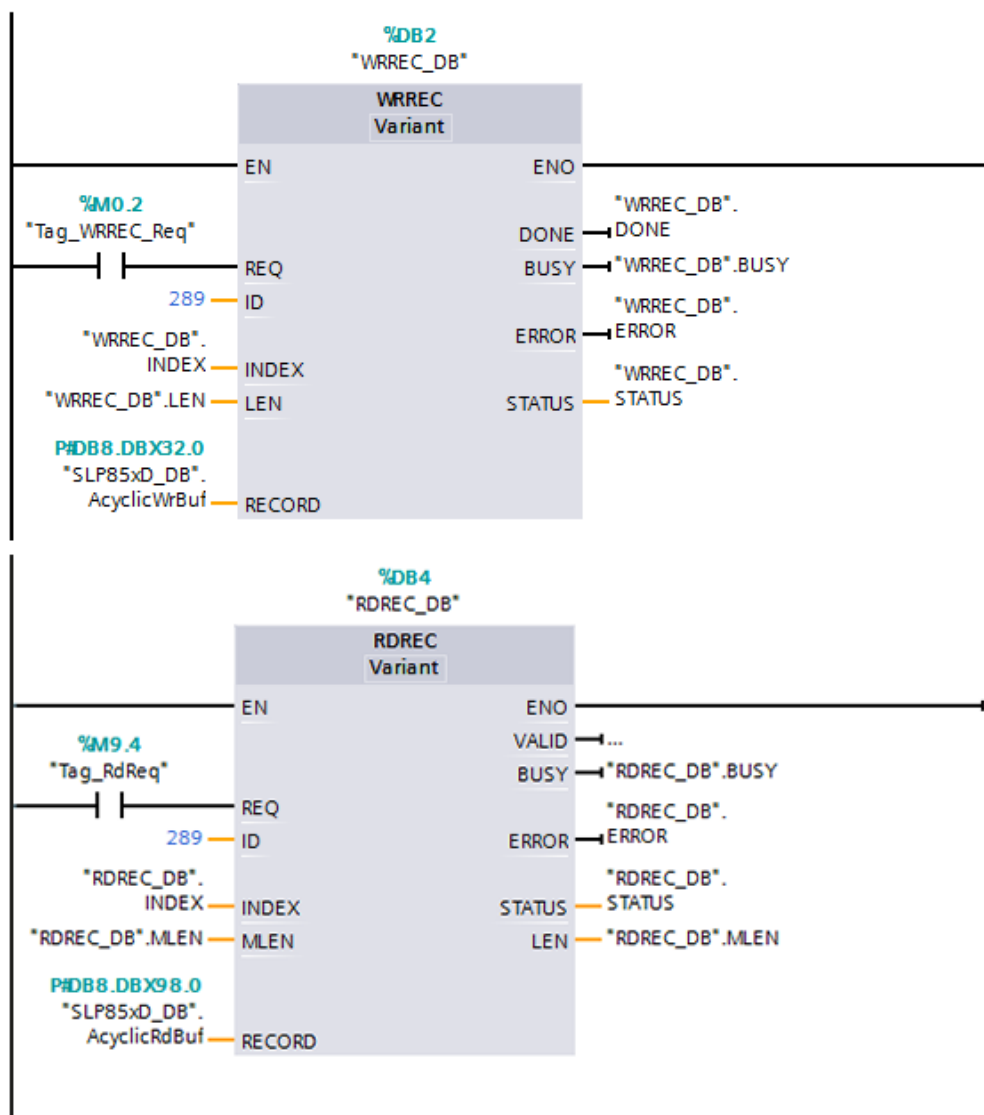 %DB2
"WRREC_DB"
WRREC
Variant
EN ENO
%M0.2
"Tag_WRREC_Req"
"WRREC_DB".
DONE DONE
REQ BUSY "WRREC_DB".BUSY
289 ID
"WRREC_DB".
ERROR ERROR
"WRREC_DB".
INDEX INDEX
"WRREC_DB".
"WRREC_DB".LEN LEN STATUS STATUS
P#DB8.DBX32.0
"SLP85xD_DB".
AcyclicWrBuf RECORD
%DB4
"RDREC_DB"
RDREC
Variant
EN ENO
VALID ...
%M9.4
"Tag_RdReq"
BUSY "RDREC_DB".BUSY
REQ
"RDREC_DB".
289 ID ERROR ERROR
"RDREC_DB".
INDEX INDEX
"RDREC_DB".
STATUS STATUS
"RDREC_DB".MLEN MLEN LEN "RDREC_DB".MLEN
P#DB8.DBX98.0
"SLP85xD_DB".
AcyclicRdBuf RECORD